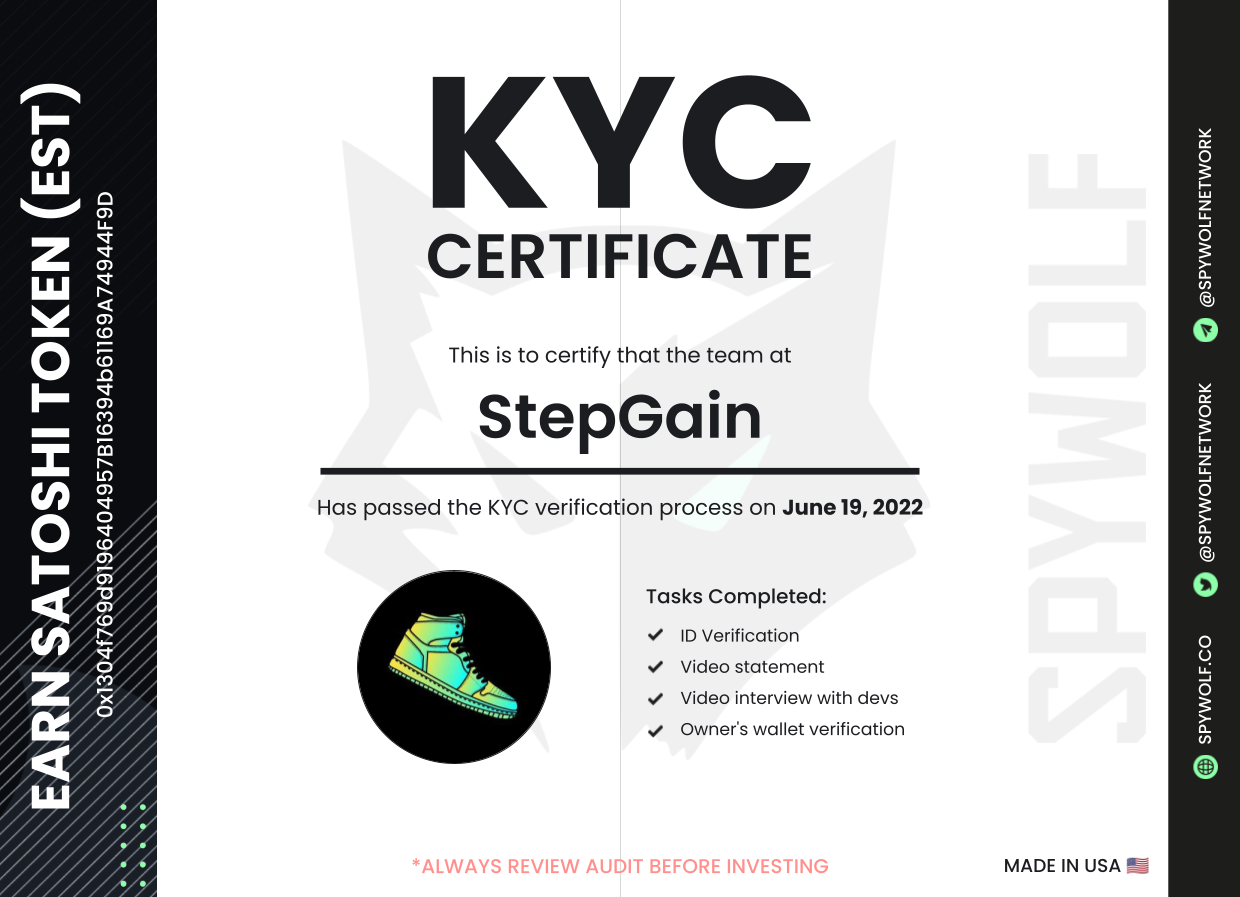 EARN SATOSHI TOKEN (EST)
0x1304f769d9196404957B16394b61169A74944F9D
KYC
CERTIFICATE
This is to certify that the team at
StepGain
Has passed the KYC verification process on June 19, 2022
Tasks Completed:
ID Verification
Video statement
Video interview with devs
Owner's wallet verification
*ALWAYS REVIEW AUDIT BEFORE INVESTING
MADE IN USA
SPYWOLF
@SPYWOLFNETWORK
@SPYWOLFNETWORK
SPYWOLF.CO